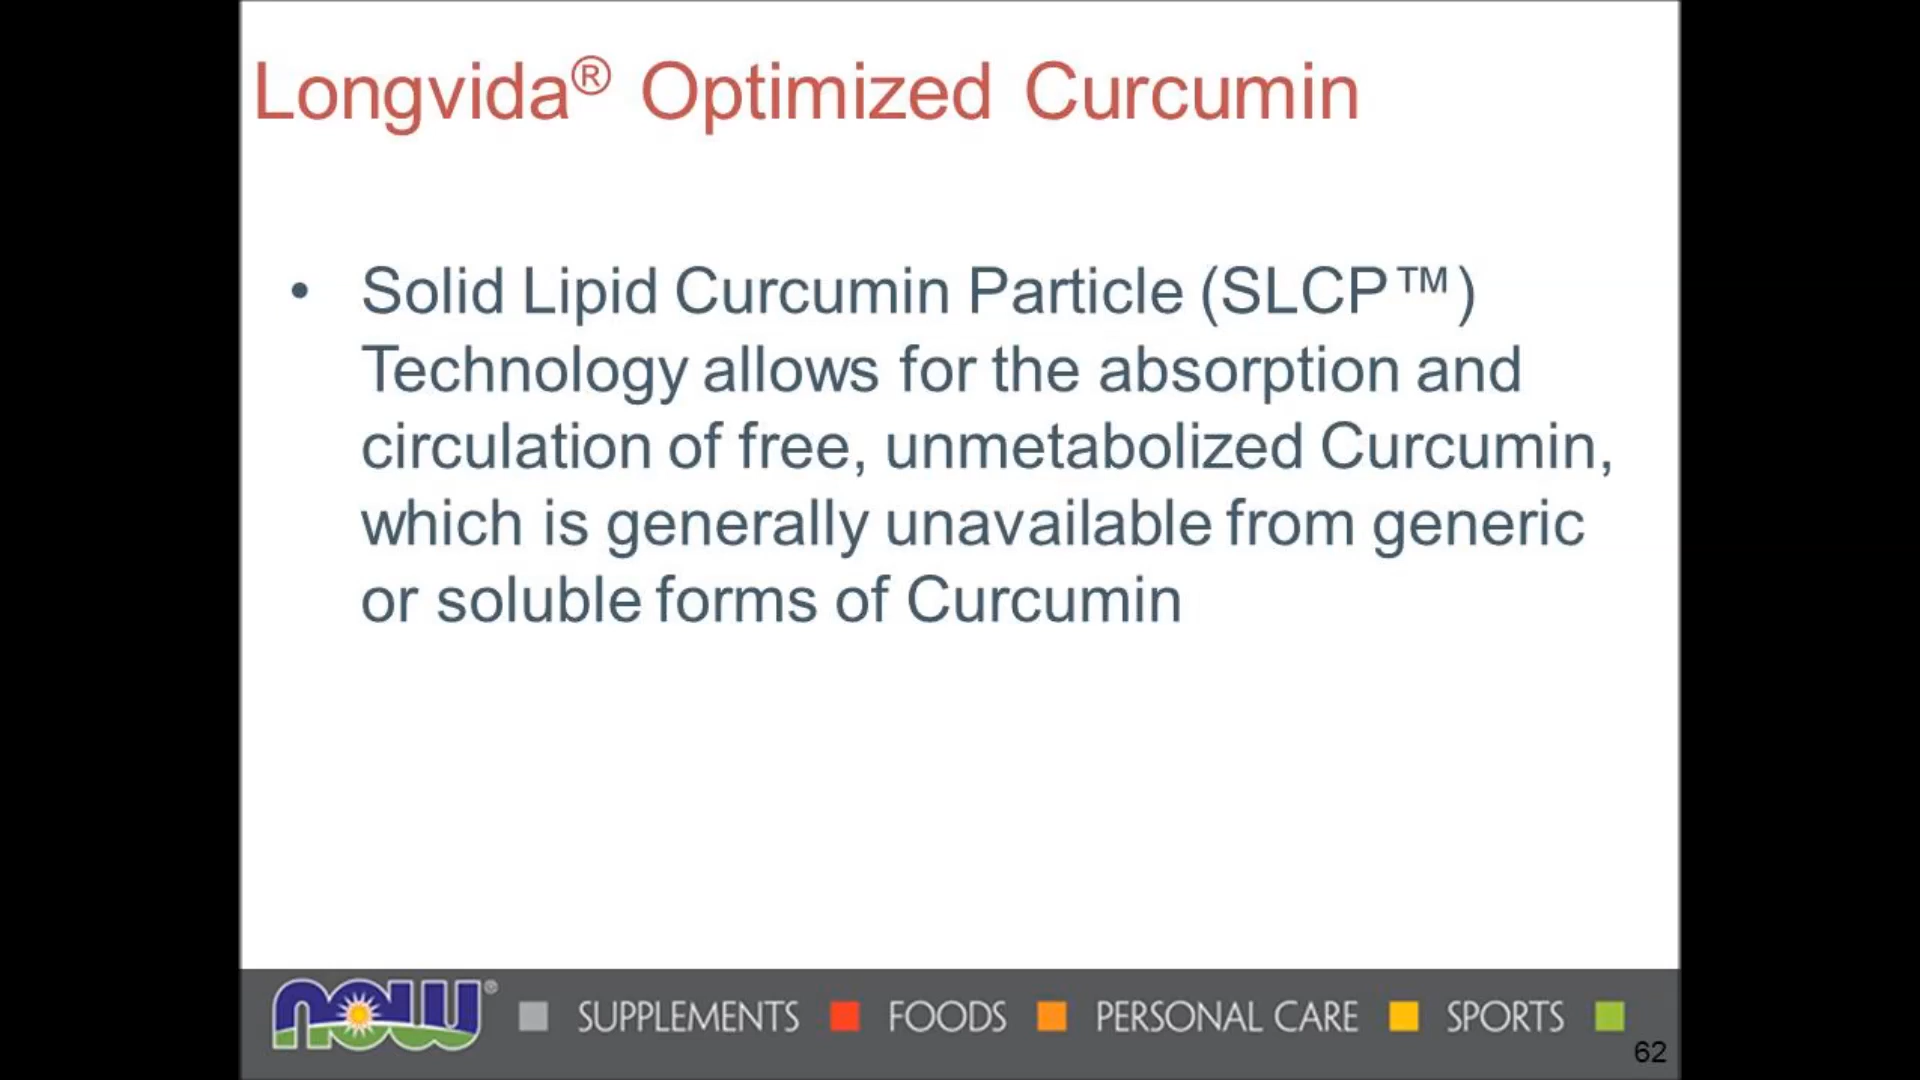 Longvida® Optimized Curcumin
• Solid Lipid Curcumin Particle (SLCP™)
Technology allows for the absorption and
circulation of free, unmetabolized Curcumin,
which is generally unavailable from generic
or soluble forms of Curcumin
NOW® SUPPLEMENTS FOODS PERSONAL CARE SPORTS
62